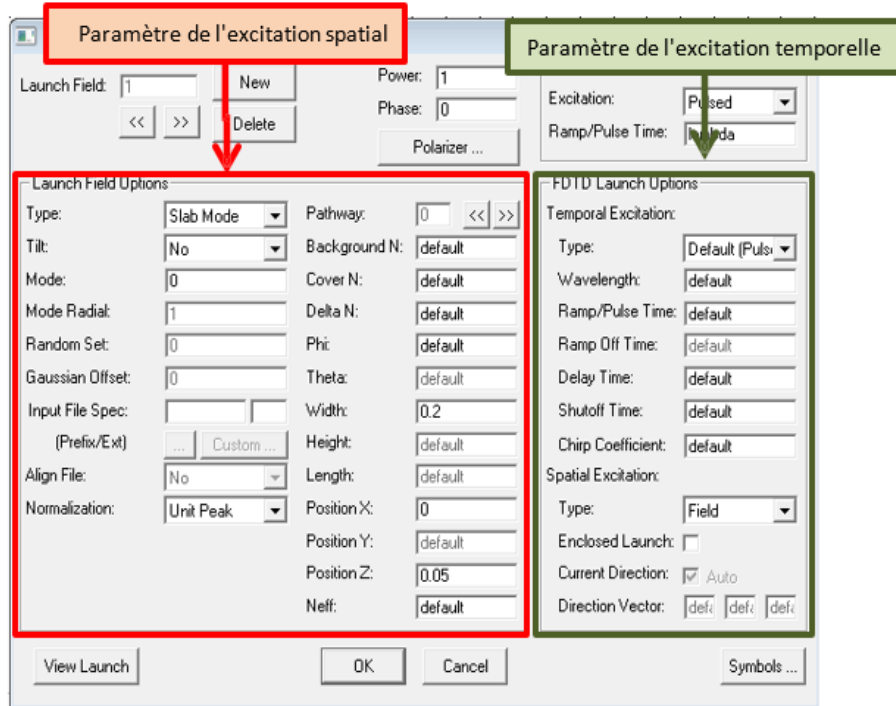 Paramètre de l'excitation spatial
Paramètre de l'excitation temporelle
Launch Field: 1
New
<< >>
Delete
Power: 1
Phase: 0
Polarizer ...
Excitation: Pulsed
Ramp/Pulse Time: lambda
Launch Field Options
Type: Slab Mode
Tilt: No
Mode: 0
Mode Radial: 1
Random Set: 0
Gaussian Offset: 0
Input File Spec:
(Prefix/Ext) ... Custom ...
Align File: No
Normalization: Unit Peak
Pathway: 0 << >>
Background N: default
Cover N: default
Delta N: default
Phi: default
Theta: default
Width: 0.2
Height: default
Length: default
Position X: 0
Position Y: default
Position Z: 0.05
Neff: default
FDTD Launch Options
Temporal Excitation:
Type: Default (Puls
Wavelength: default
Ramp/Pulse Time: default
Ramp Off Time: default
Delay Time: default
Shutoff Time: default
Chirp Coefficient: default
Spatial Excitation:
Type: Field
Enclosed Launch:
Current Direction: Auto
Direction Vector: defa defa defa
View Launch
OK
Cancel
Symbols ...